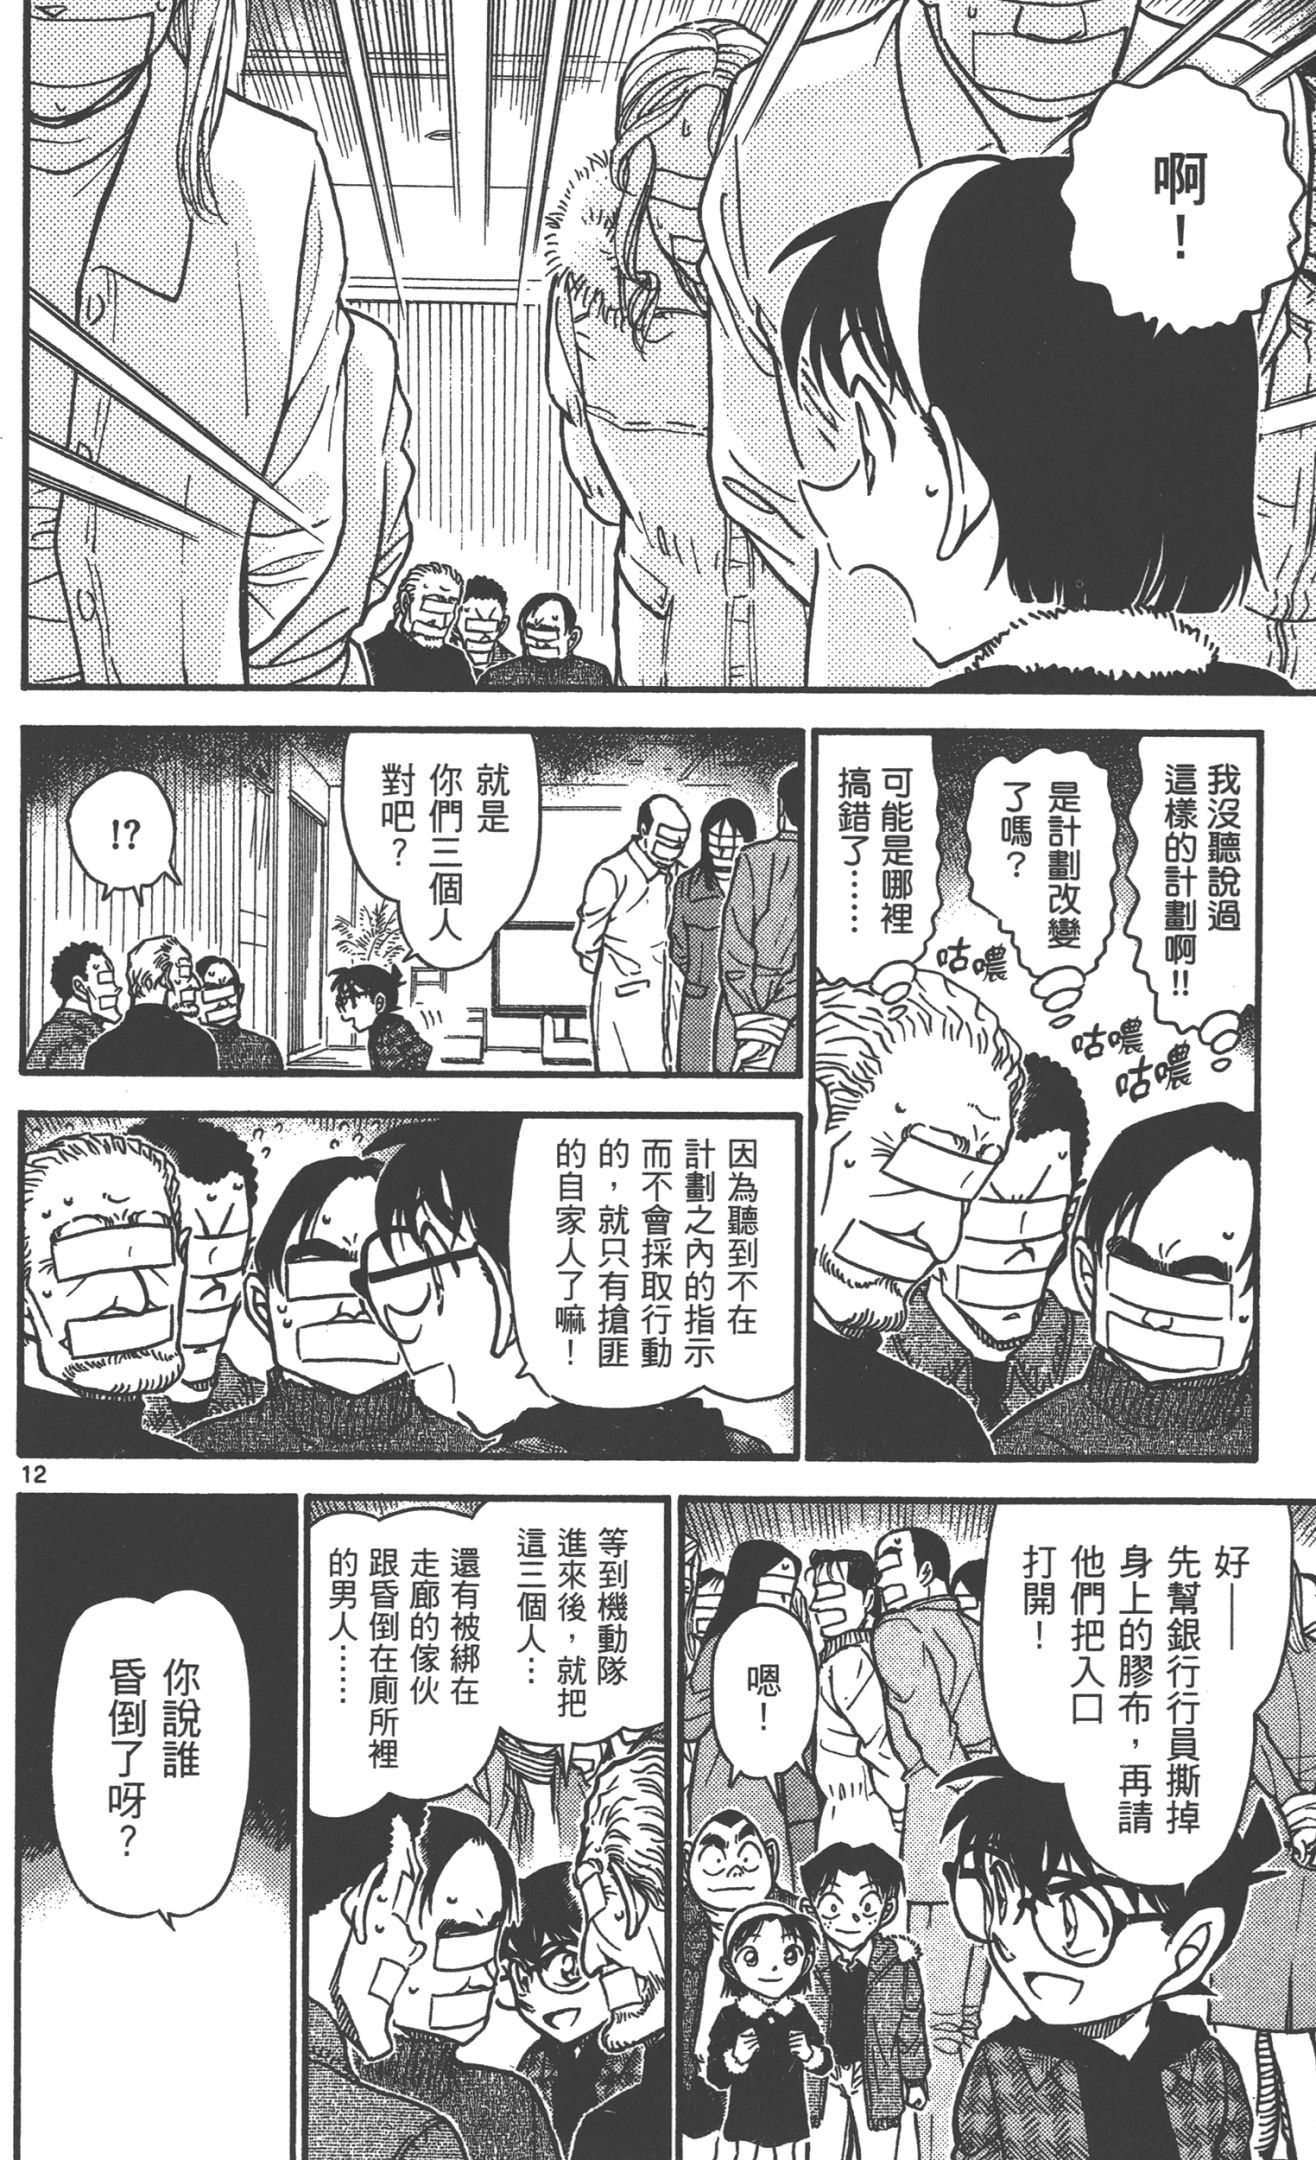 啊！
我沒聽說過
這樣的計劃啊!!
是計劃改變
了嗎？
可能是哪裡
搞錯了……
咕噥
咕噥
咕噥
就是
你們三個人
對吧？
!?
因為聽到不在
計劃之內的指示
而不會採取行動
的，就只有搶匪
的自家人了嘛！
12
好——
先幫銀行行員撕掉
身上的膠布，再請
他們把入口
打開！
嗯！
等到機動隊
進來後，就把
這三個人…
還有被綁在
走廊的傢伙
跟昏倒在廁所裡
的男人……
你說誰
昏倒了呀？